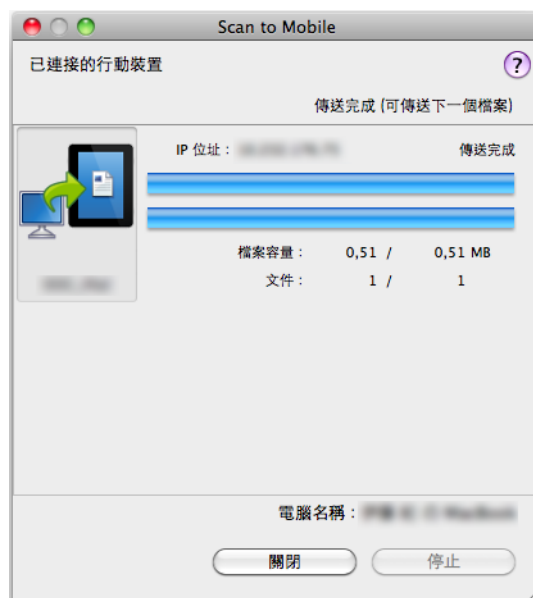 Scan to Mobile
已連接的行動裝置
?
傳送完成 (可傳送下一個檔案)
IP 位址：
傳送完成
檔案容量： 0,51 / 0,51 MB
文件： 1 / 1
電腦名稱：
關閉
停止